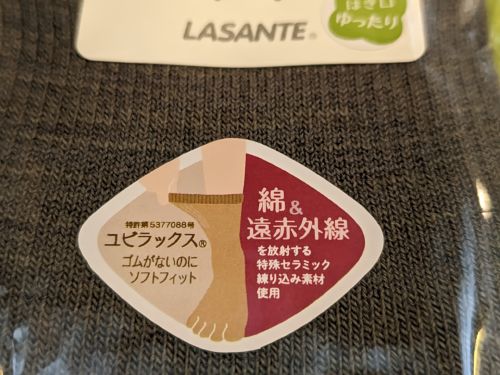 はき口
ゆったり
LASANTE®
特許第5377088号
ユビラックス®
ゴムがないのに
ソフトフィット
綿&
遠赤外線
を放射する
特殊セラミック
練り込み素材
使用